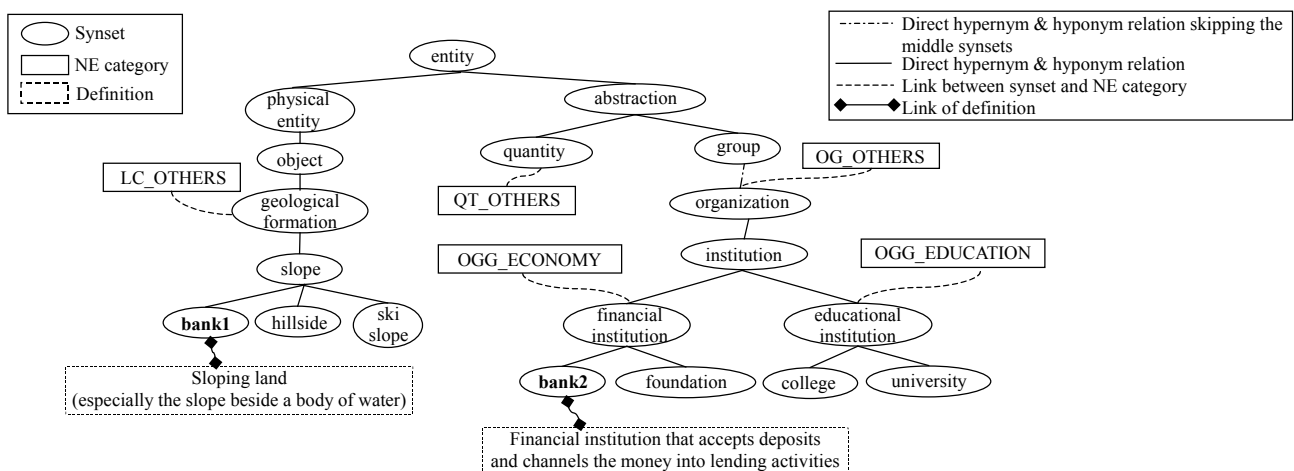 Synset
NE category
Definition
Direct hypernym & hyponym relation skipping the
middle synsets
Direct hypernym & hyponym relation
Link between synset and NE category
Link of definition
entity
physical
entity
abstraction
object
quantity
group
OG_OTHERS
LC_OTHERS
QT_OTHERS
geological
formation
organization
slope
institution
OGG_ECONOMY
OGG_EDUCATION
bank1
hillside
ski
slope
financial
institution
educational
institution
Sloping land
(especially the slope beside a body of water)
bank2
foundation
college
university
Financial institution that accepts deposits
and channels the money into lending activities